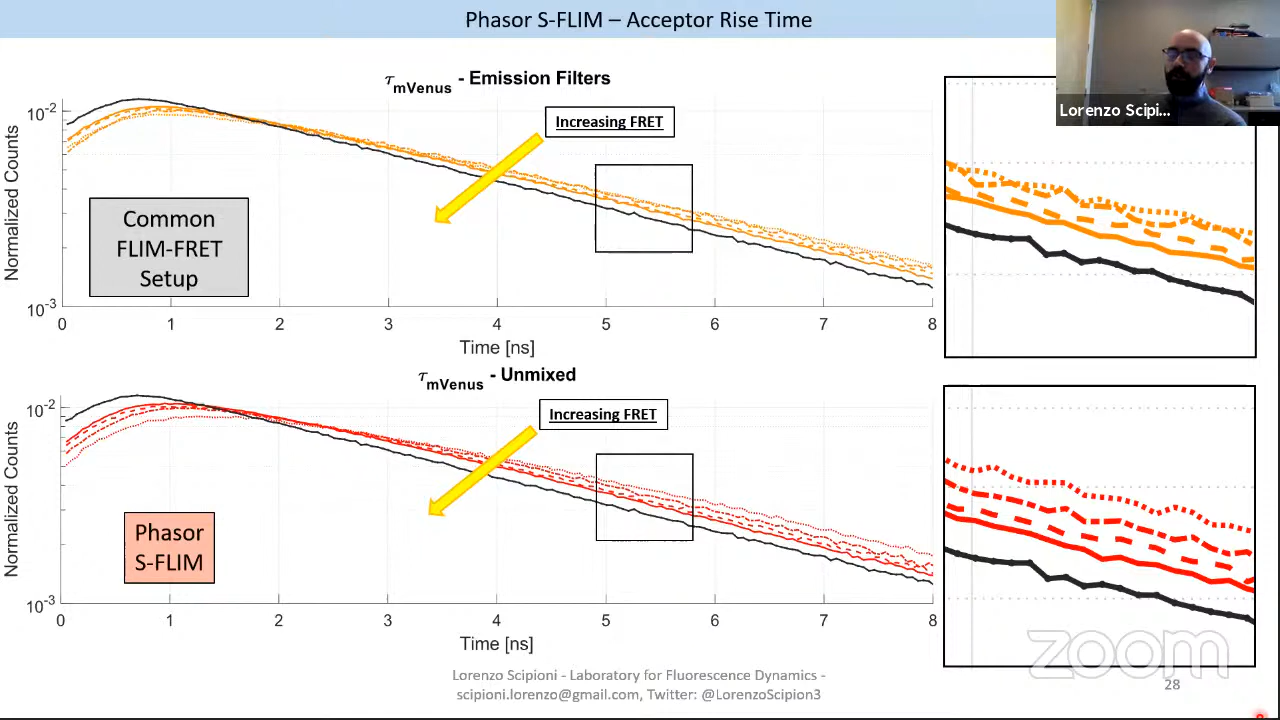 Phasor S-FLIM – Acceptor Rise Time
Lorenzo Scipi...
τmVenus - Emission Filters
Increasing FRET
Common
FLIM-FRET
Setup
Normalized Counts
10-2
10-3
0 1 2 3 4 5 6 7 8
Time [ns]
τmVenus - Unmixed
Increasing FRET
Phasor
S-FLIM
Normalized Counts
10-2
10-3
0 1 2 3 4 5 6 7 8
Time [ns]
zoom
Lorenzo Scipioni - Laboratory for Fluorescence Dynamics -
scipioni.lorenzo@gmail.com, Twitter: @LorenzoScipion3
28